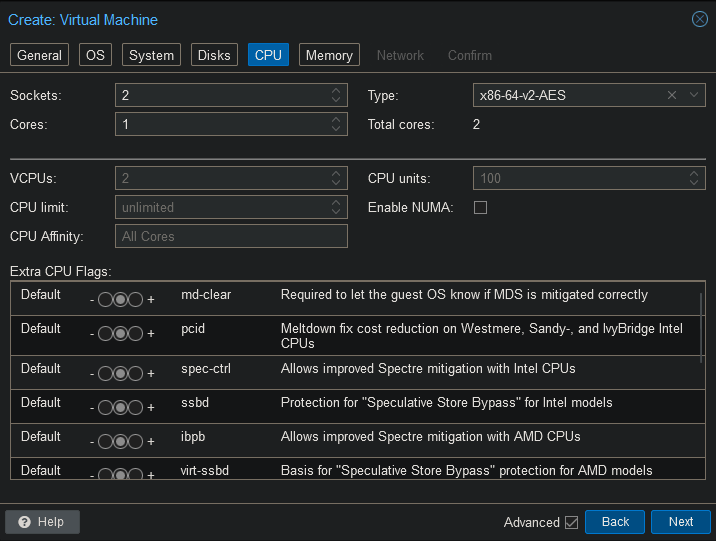 Create: Virtual Machine
General OS System Disks CPU Memory Network Confirm
Sockets: 2 Type: x86-64-v2-AES
Cores: 1 Total cores: 2
VCPUs: 2 CPU units: 100
CPU limit: unlimited Enable NUMA:
CPU Affinity: All Cores
Extra CPU Flags:
Default - + md-clear Required to let the guest OS know if MDS is mitigated correctly
Default - + pcid Meltdown fix cost reduction on Westmere, Sandy-, and IvyBridge Intel
CPUs
Default - + spec-ctrl Allows improved Spectre mitigation with Intel CPUs
Default - + ssbd Protection for "Speculative Store Bypass" for Intel models
Default - + ibpb Allows improved Spectre mitigation with AMD CPUs
Default - + virt-ssbd Basis for "Speculative Store Bypass" protection for AMD models
? Help Advanced Back Next